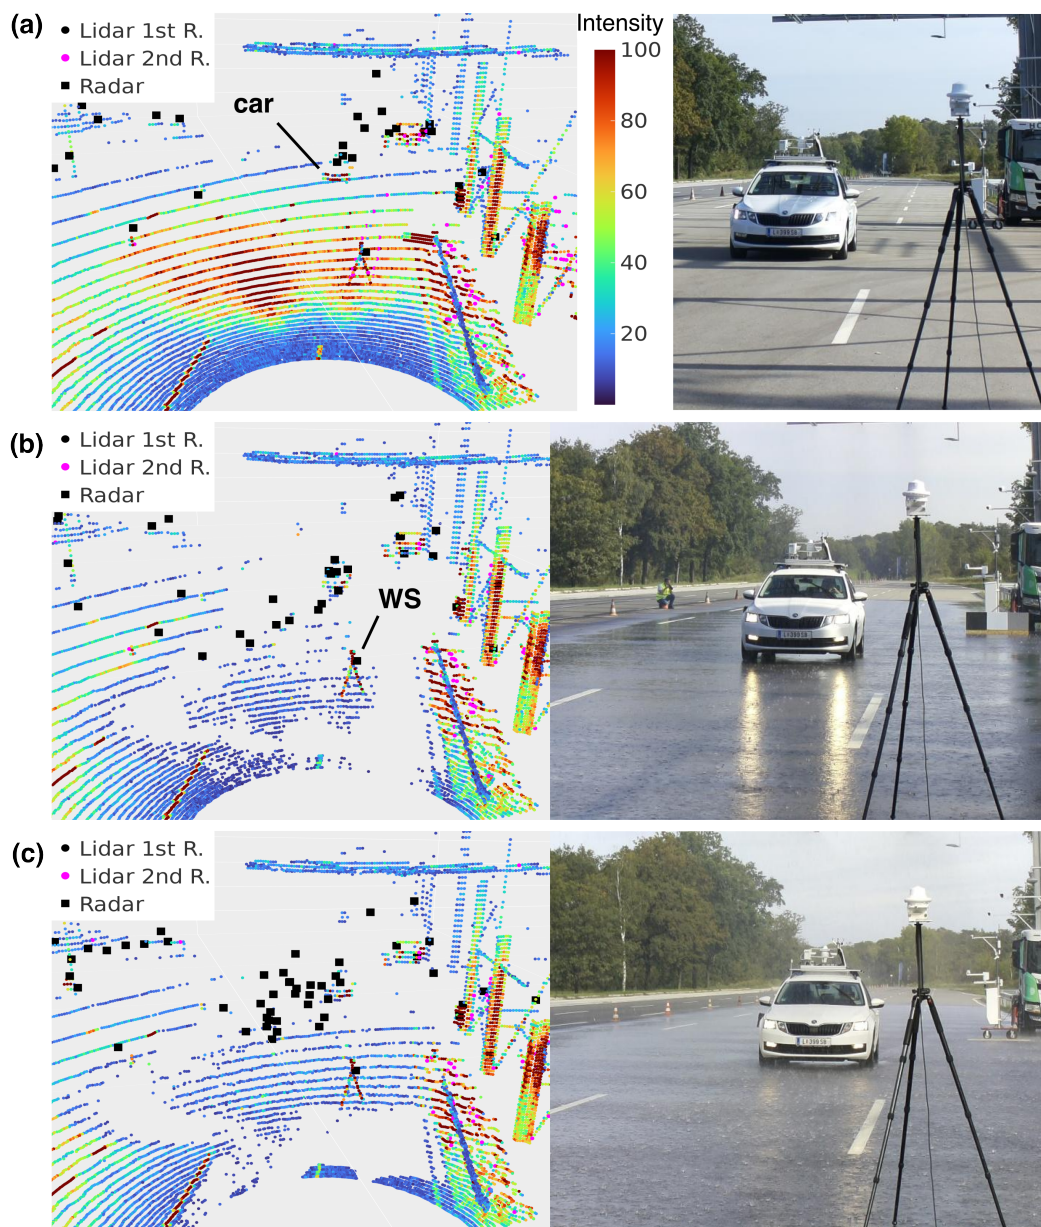 (a)
Lidar 1st R.
Lidar 2nd R.
Radar
car
Intensity
100
80
60
40
20
(b)
Lidar 1st R.
Lidar 2nd R.
Radar
WS
(c)
Lidar 1st R.
Lidar 2nd R.
Radar